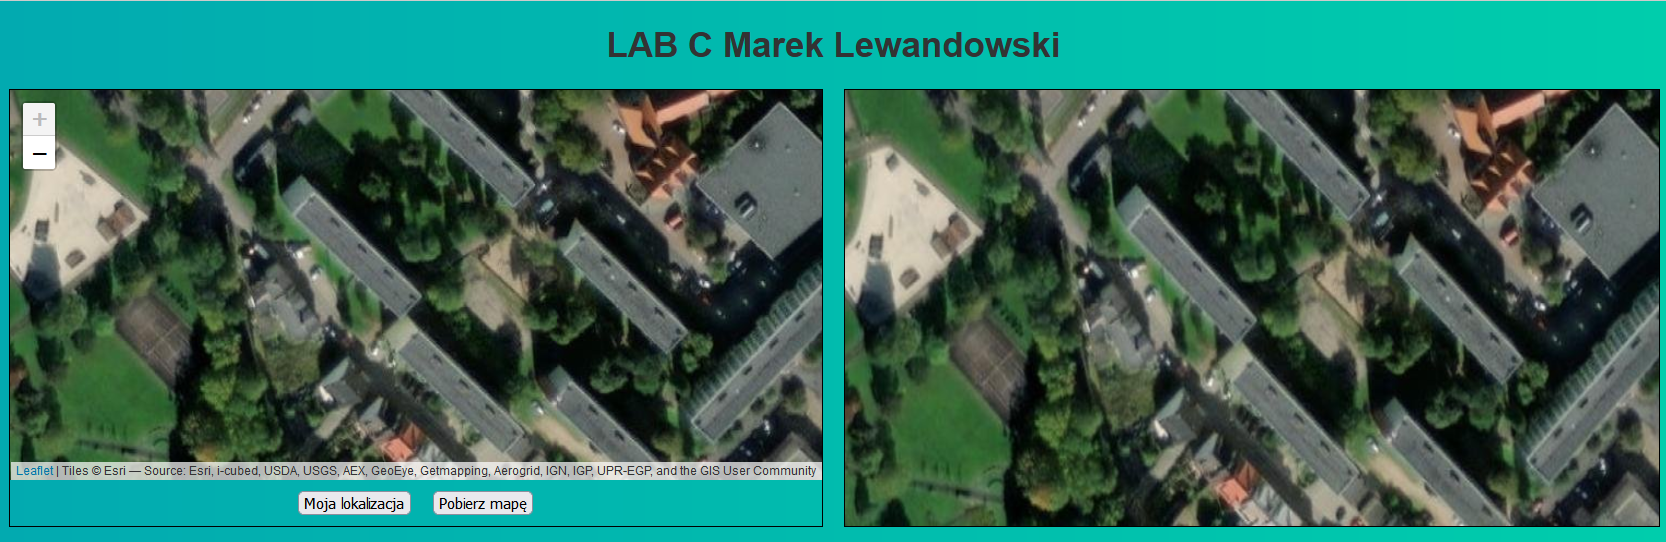 LAB C Marek Lewandowski
+
−
Leaflet | Tiles © Esri — Source: Esri, i-cubed, USDA, USGS, AEX, GeoEye, Getmapping, Aerogrid, IGN, IGP, UPR-EGP, and the GIS User Community
Moja lokalizacja Pobierz mapę